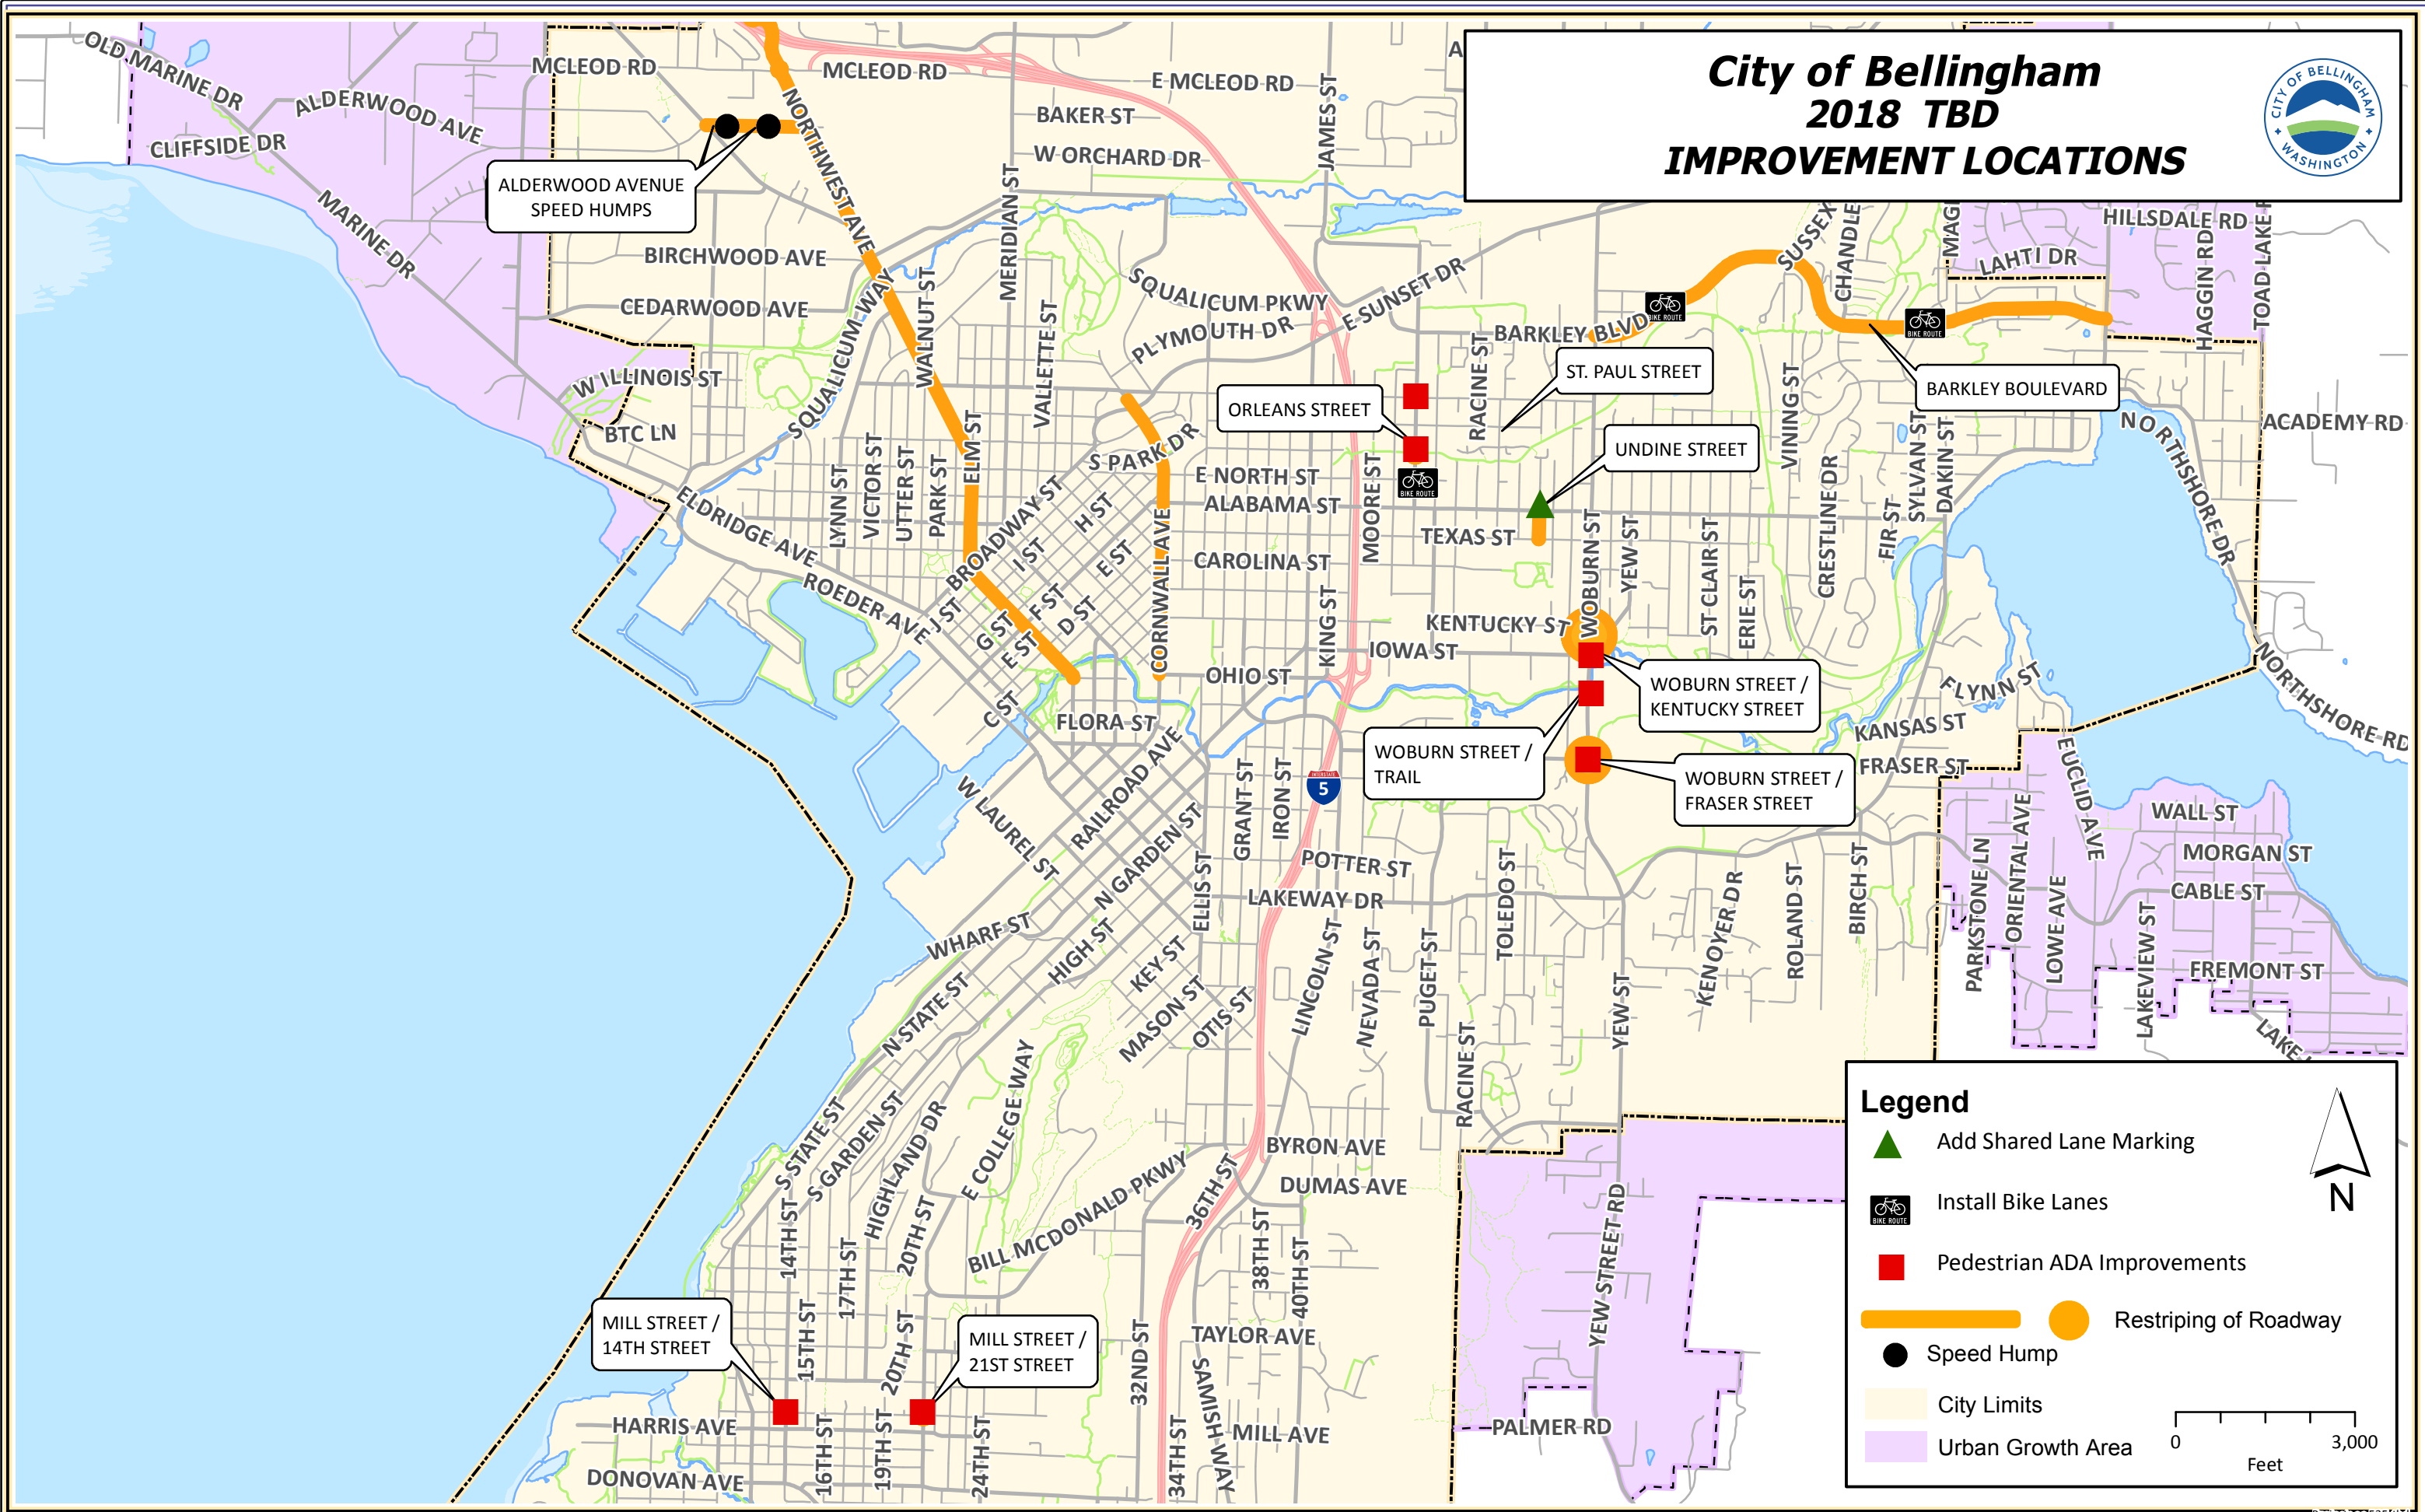 City of Bellingham
2018 TBD
IMPROVEMENT LOCATIONS
CITY OF BELLINGHAM
WASHINGTON
OLD MARINE DR
ALDERWOOD AVE
CLIFFSIDE DR
MARINE DR
MCLEOD RD
MCLEOD RD
E MCLEOD RD
BAKER ST
W ORCHARD DR
JAMES ST
NORTHWEST AVE
MERIDIAN ST
ALDERWOOD AVENUE
SPEED HUMPS
BIRCHWOOD AVE
CEDARWOOD AVE
SQUALICUM WAY
WALNUT ST
VALLETTE ST
SQUALICUM PKWY
PLYMOUTH DR
E SUNSET DR
BARKLEY BLVD
BIKE ROUTE
SUSSEX
CHANDLE
MAGI
HILLSDALE RD
LAHTI DR
HAGGIN RD
TOAD LAKE R
BIKE ROUTE
BARKLEY BOULEVARD
ST. PAUL STREET
RACINE ST
ORLEANS STREET
BIKE ROUTE
UNDINE STREET
VINING ST
ACADEMY RD
NORTHSHORE DR
NORTHSHORE RD
W ILLINOIS ST
BTC LN
ELDRIDGE AVE
ROEDER AVE
LYNN ST
VICTOR ST
UTTER ST
PARK ST
ELM ST
BROADWAY ST
S PARK DR
H ST
I ST
E ST
J ST
G ST
F ST
D ST
E ST
C ST
CORNWALL AVE
E NORTH ST
ALABAMA ST
CAROLINA ST
MOORE ST
TEXAS ST
WOBURN ST
YEW ST
ST CLAIR ST
ERIE ST
CRESTLINE DR
FIR ST
SYLVAN ST
DAKIN ST
KENTUCKY ST
IOWA ST
KING ST
OHIO ST
FLORA ST
WOBURN STREET /
KENTUCKY STREET
WOBURN STREET /
TRAIL
WOBURN STREET /
FRASER STREET
FLYNN ST
KANSAS ST
FRASER ST
EUCLID AVE
WALL ST
MORGAN ST
CABLE ST
FREMONT ST
PARKSTONE LN
ORIENTAL AVE
LOWE AVE
LAKEVIEW ST
LAKE
RAILROAD AVE
W LAUREL ST
N GARDEN ST
GRANT ST
IRON ST
INTERSTATE
5
ELLIS ST
POTTER ST
LAKEWAY DR
WHARF ST
HIGH ST
KEY ST
MASON ST
OTIS ST
N STATE ST
LINCOLN ST
NEVADA ST
PUGET ST
TOLEDO ST
RACINE ST
YEW ST
KENOYER DR
ROLAND ST
BIRCH ST
S STATE ST
S GARDEN ST
HIGHLAND DR
E COLLEGE WAY
BILL MCDONALD PKWY
36TH ST
BYRON AVE
DUMAS AVE
14TH ST
17TH ST
20TH ST
38TH ST
40TH ST
YEW STREET RD
MILL STREET /
14TH STREET
15TH ST
20TH ST
MILL STREET /
21ST STREET
32ND ST
TAYLOR AVE
SAMISH WAY
HARRIS AVE
DONOVAN AVE
16TH ST
19TH ST
24TH ST
34TH ST
MILL AVE
PALMER RD
Legend
Add Shared Lane Marking
BIKE ROUTE
Install Bike Lanes
Pedestrian ADA Improvements
Restriping of Roadway
Speed Hump
City Limits
Urban Growth Area
N
0 3,000
Feet